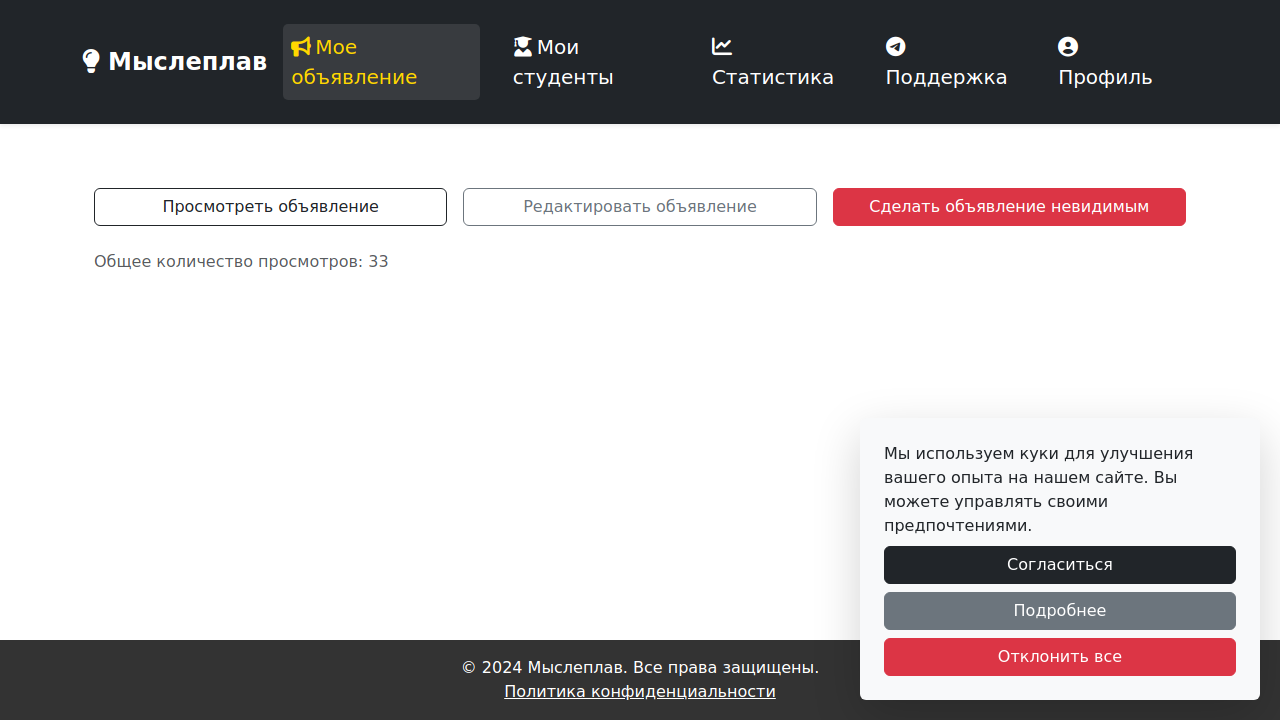 Мыслеплав
Мое
объявление
Мои
студенты
Статистика
Поддержка
Профиль
Просмотреть объявление
Редактировать объявление
Сделать объявление невидимым
Общее количество просмотров: 33
Мы используем куки для улучшения
вашего опыта на нашем сайте. Вы
можете управлять своими
предпочтениями.
Согласиться
Подробнее
Отклонить все
© 2024 Мыслеплав. Все права защищены.
Политика конфиденциальности